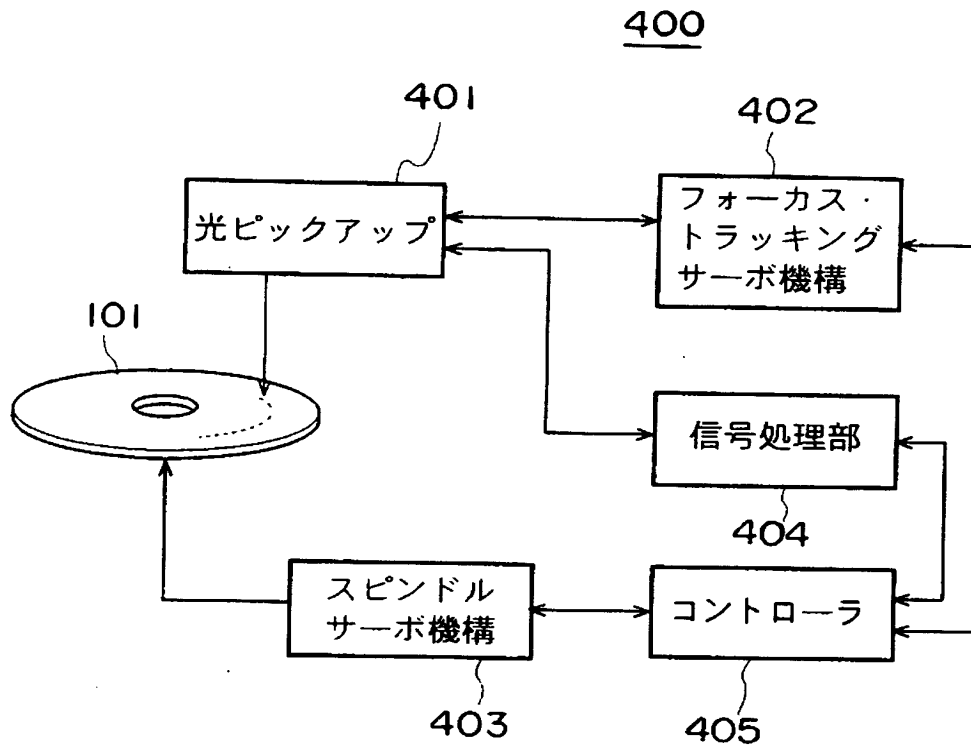 400
401
402
光ピックアップ
フォーカス・
トラッキング
サーボ機構
101
信号処理部
404
スピンドル
サーボ機構
コントローラ
403
405